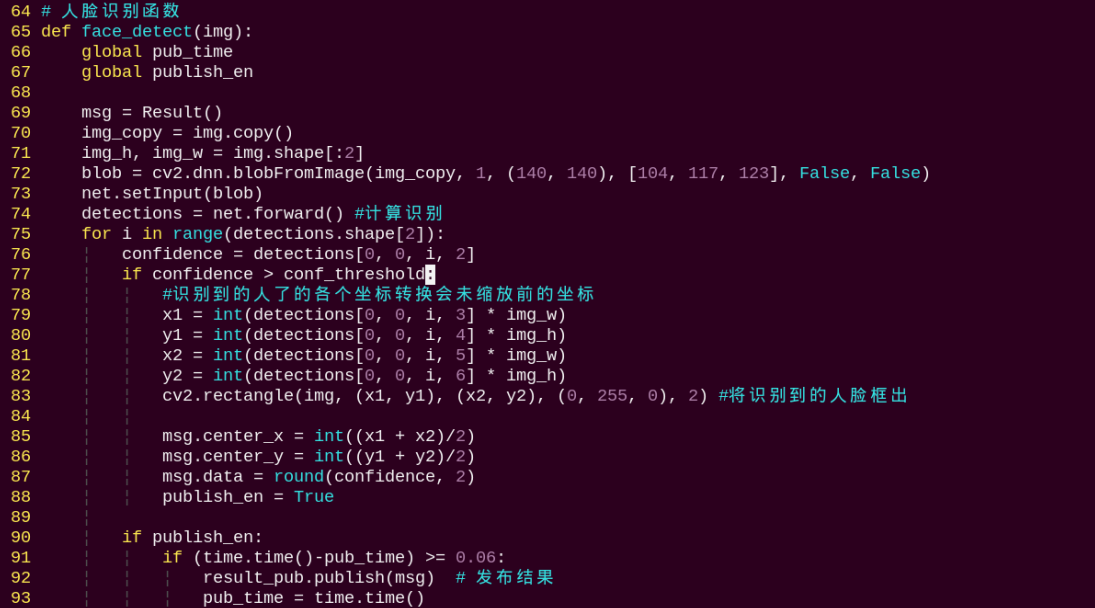 64 # 人脸识别函数
65 def face_detect(img):
66     global pub_time
67     global publish_en
68
69     msg = Result()
70     img_copy = img.copy()
71     img_h, img_w = img.shape[:2]
72     blob = cv2.dnn.blobFromImage(img_copy, 1, (140, 140), [104, 117, 123], False, False)
73     net.setInput(blob)
74     detections = net.forward() #计算识别
75     for i in range(detections.shape[2]):
76     ¦   confidence = detections[0, 0, i, 2]
77     ¦   if confidence > conf_threshold:
78     ¦   ¦   #识别到的人了的各个坐标转换会未缩放前的坐标
79     ¦   ¦   x1 = int(detections[0, 0, i, 3] * img_w)
80     ¦   ¦   y1 = int(detections[0, 0, i, 4] * img_h)
81     ¦   ¦   x2 = int(detections[0, 0, i, 5] * img_w)
82     ¦   ¦   y2 = int(detections[0, 0, i, 6] * img_h)
83     ¦   ¦   cv2.rectangle(img, (x1, y1), (x2, y2), (0, 255, 0), 2) #将识别到的人脸框出
84     ¦   ¦
85     ¦   ¦   msg.center_x = int((x1 + x2)/2)
86     ¦   ¦   msg.center_y = int((y1 + y2)/2)
87     ¦   ¦   msg.data = round(confidence, 2)
88     ¦   ¦   publish_en = True
89     ¦
90     ¦   if publish_en:
91     ¦   ¦   if (time.time()-pub_time) >= 0.06:
92     ¦   ¦   ¦   result_pub.publish(msg)  # 发布结果
93     ¦   ¦   ¦   pub_time = time.time()